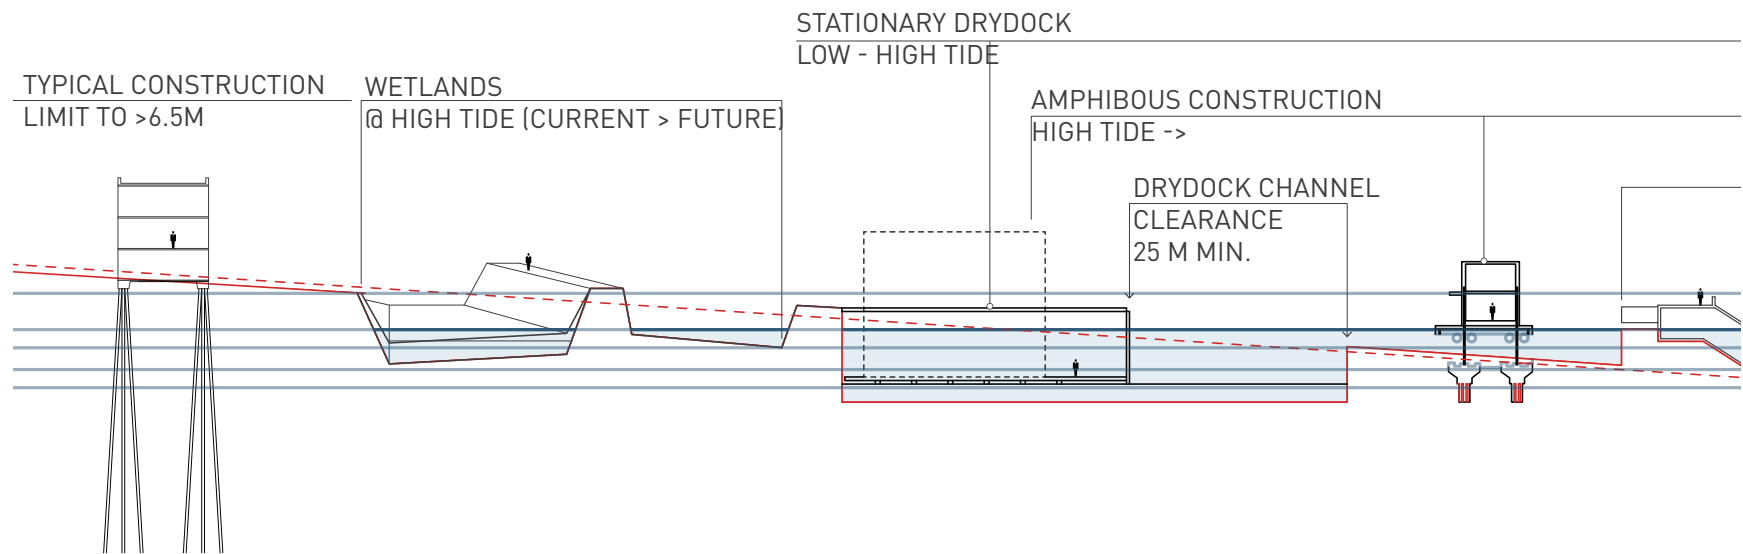 STATIONARY DRYDOCK
LOW - HIGH TIDE
TYPICAL CONSTRUCTION
LIMIT TO >6.5M
WETLANDS
@ HIGH TIDE (CURRENT > FUTURE)
AMPHIBOUS CONSTRUCTION
HIGH TIDE ->
DRYDOCK CHANNEL
CLEARANCE
25 M MIN.